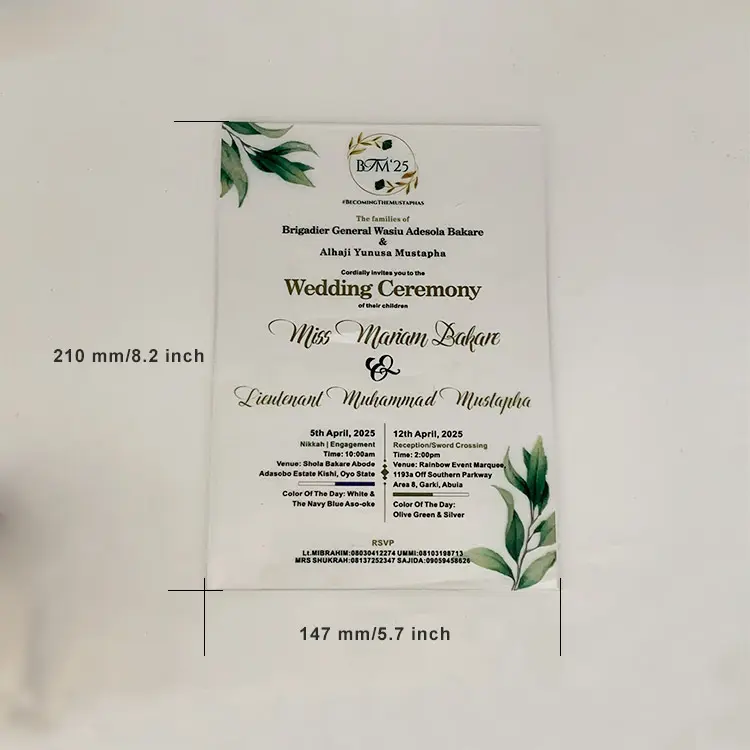 BTM'25
#BECOMINGTHEMUSTAPHAS
The families of
Brigadier General Wasiu Adesola Bakare
&
Alhaji Yunusa Mustapha
Cordially invites you to the
Wedding Ceremony
of their children
Miss Mariam Bakare
&
Lieutenant Muhammad Mustapha
5th April, 2025
Nikkah | Engagement
Time: 10:00am
Venue: Shola Bakare Abode
Adasobo Estate Kishi, Oyo State
Color Of The Day: White &
The Navy Blue Aso-oke
12th April, 2025
Reception/Sword Crossing
Time: 2:00pm
Venue: Rainbow Event Marquee,
1193a Off Southern Parkway
Area 8, Garki, Abuia
Color Of The Day:
Olive Green & Silver
RSVP
Lt.MIBRAHIM:08030412274 UMMI:08103198713
MRS SHUKRAH:08137252347 SAJIDA:09059458626
210 mm/8.2 inch
147 mm/5.7 inch